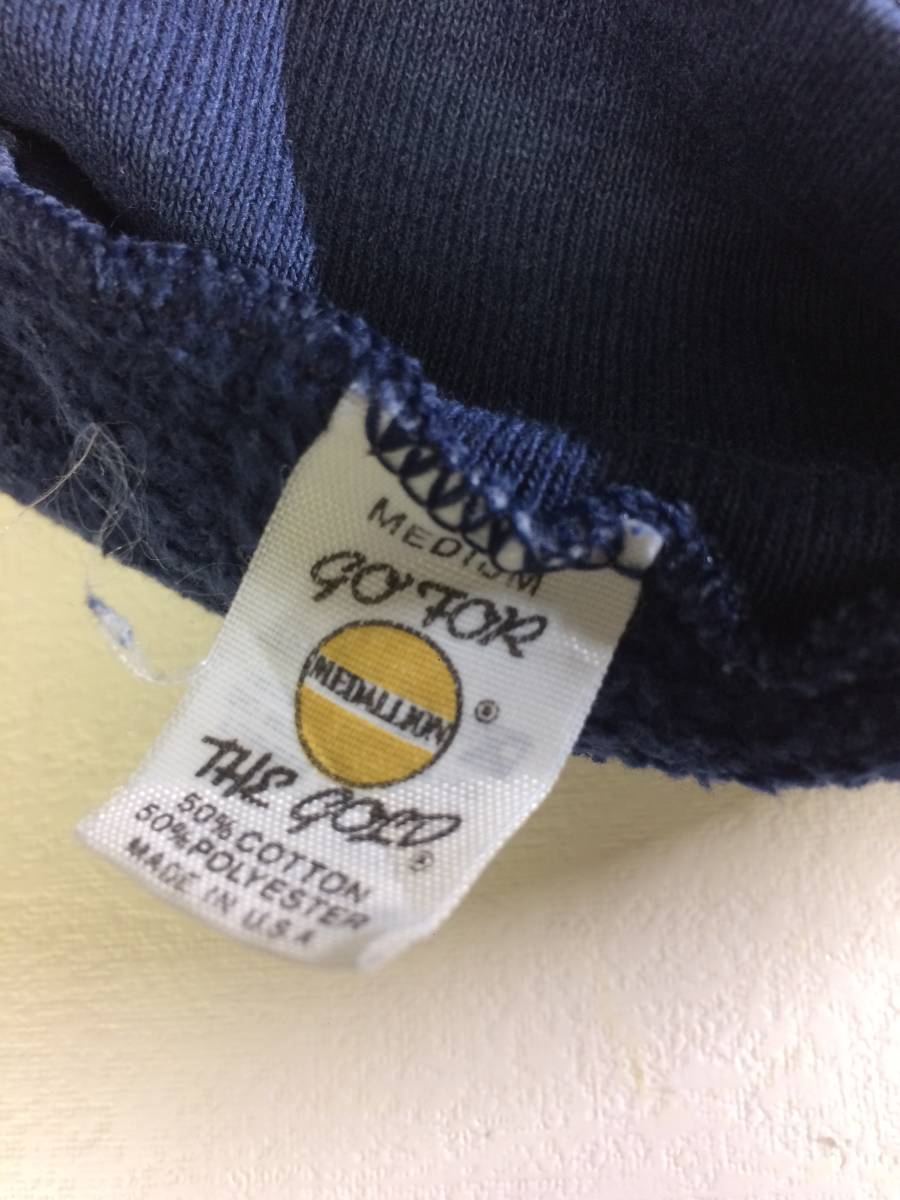 MEDIUM
GO FOR
MEDALLION
®
THE GOLD ®
50% COTTON
50% POLYESTER
MADE IN U.S.A